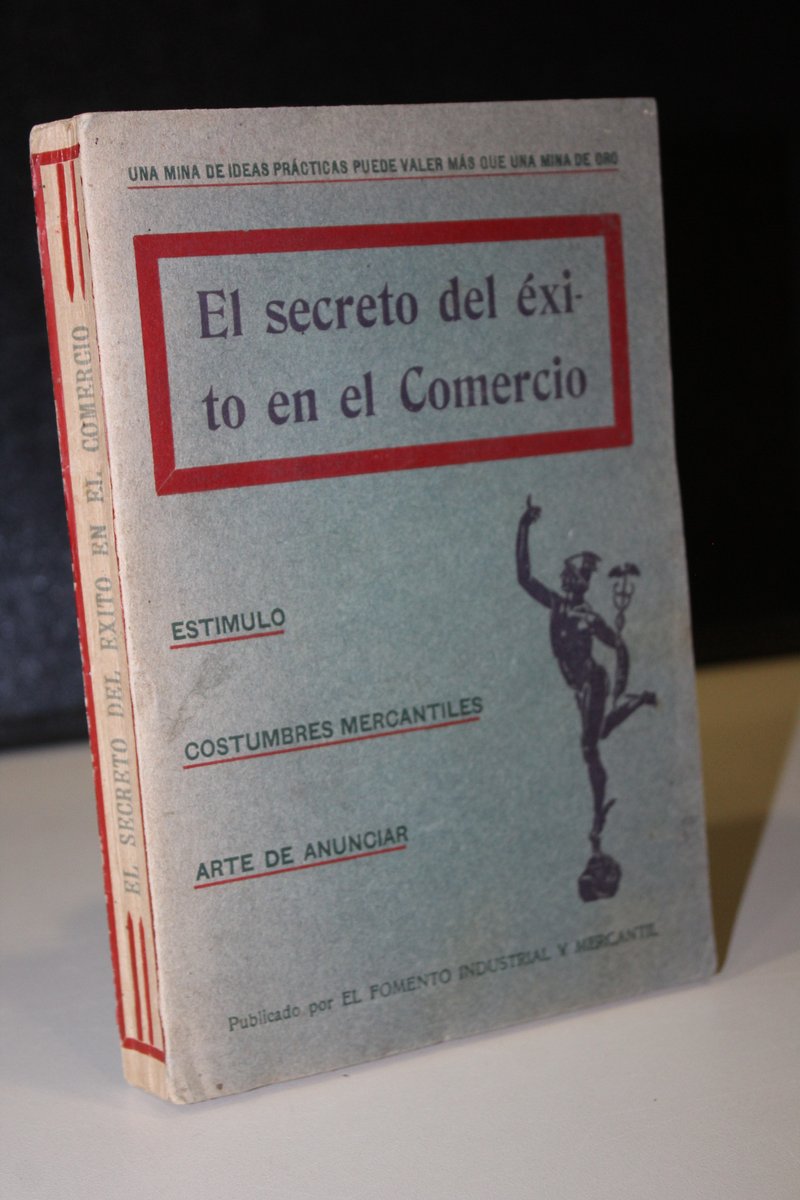 UNA MINA DE IDEAS PRÁCTICAS PUEDE VALER MÁS QUE UNA MINA DE ORO
El secreto del éxi-
to en el Comercio
ESTIMULO
COSTUMBRES MERCANTILES
ARTE DE ANUNCIAR
Publicado por EL FOMENTO INDUSTRIAL Y MERCANTIL
EL SECRETO DEL EXITO EN EL COMERCIO